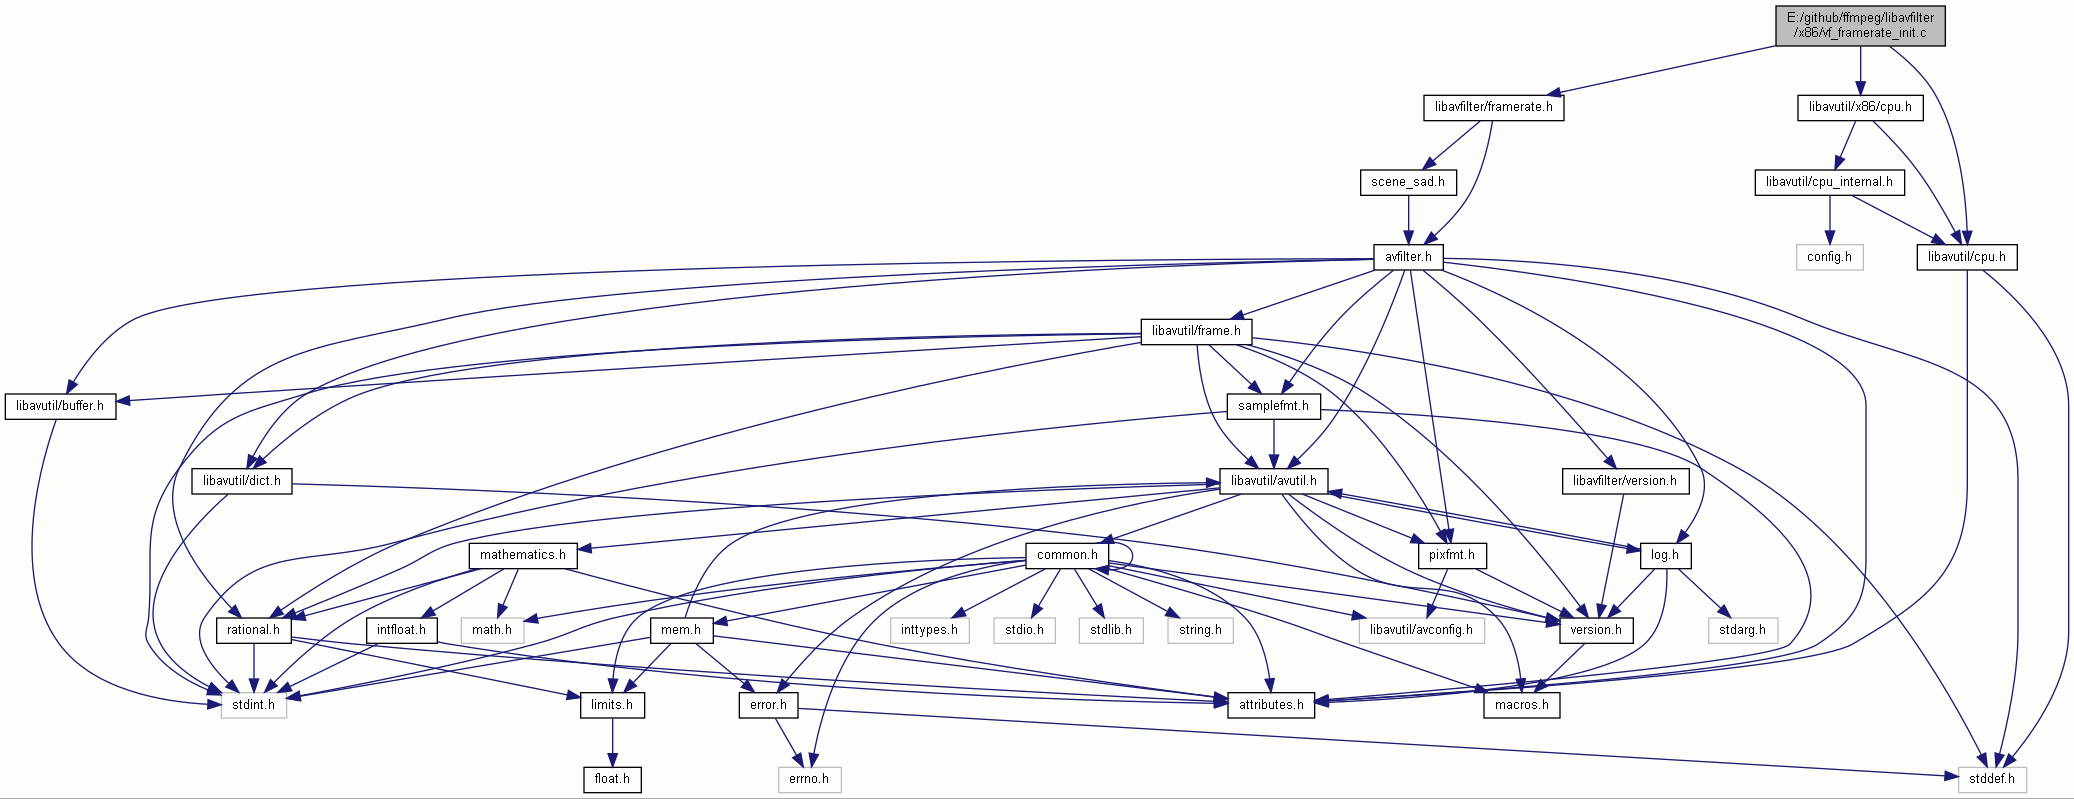 E:/github/ffmpeg/libavfilter
/x86/vf_framerate_init.c
libavfilter/framerate.h
libavutil/x86/cpu.h
scene_sad.h
libavutil/cpu_internal.h
avfilter.h
config.h
libavutil/cpu.h
libavutil/frame.h
libavutil/buffer.h
samplefmt.h
libavutil/dict.h
libavutil/avutil.h
libavfilter/version.h
mathematics.h
common.h
pixfmt.h
log.h
rational.h
intfloat.h
math.h
mem.h
inttypes.h
stdio.h
stdlib.h
string.h
libavutil/avconfig.h
version.h
stdarg.h
stdint.h
limits.h
error.h
attributes.h
macros.h
float.h
errno.h
stddef.h